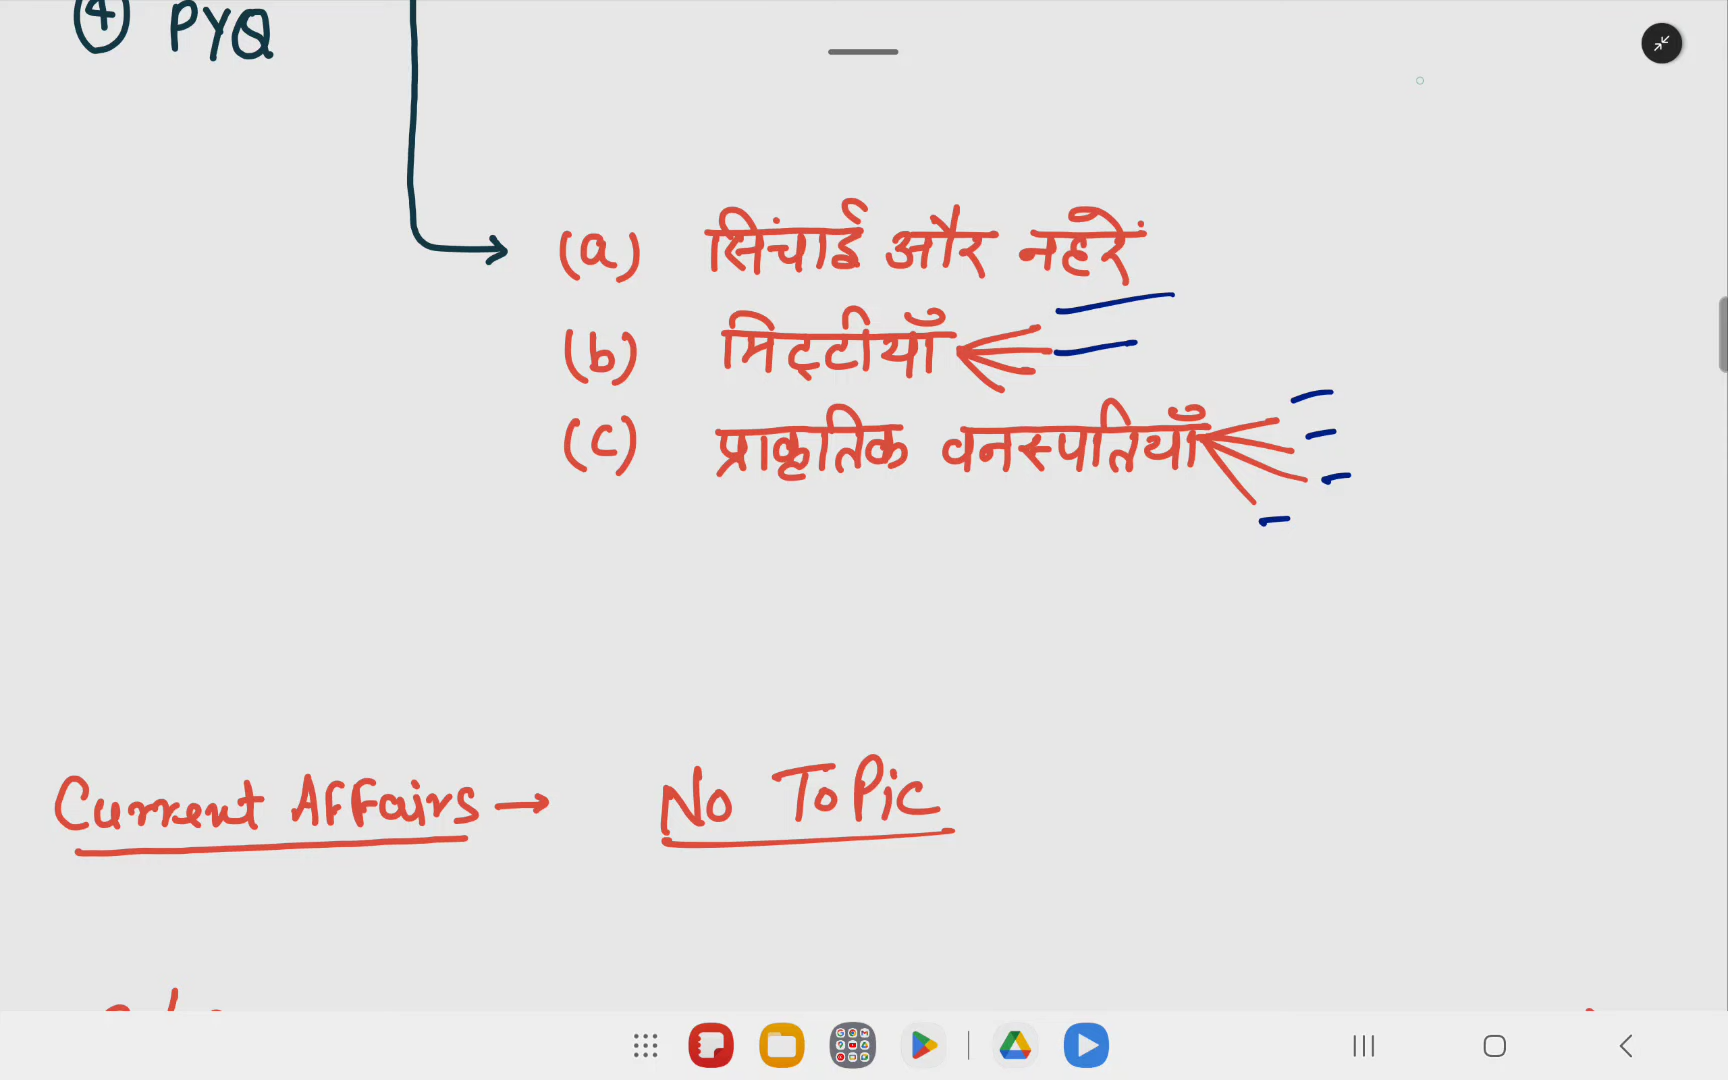 ④ PYQ
(a) सिंचाई और नहरें
(b) मिट्टीयाँ
(c) प्राकृतिक वनस्पतियाँ
Current Affairs → No Topic